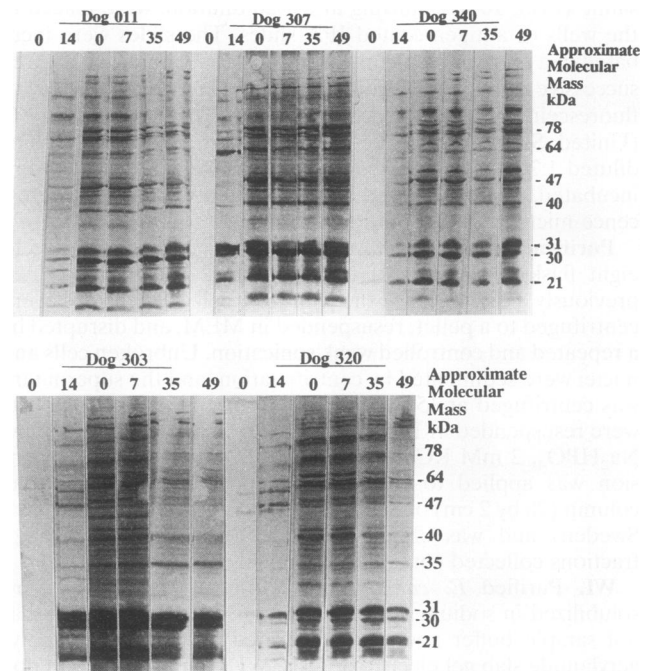 Dog 011 Dog 307 Dog 340
0 14 0 7 35 49 0 14 0 7 35 49 0 14 0 7 35 49
Approximate
Molecular
Mass
kDa
- 78
- 64
- 47
- 40
- 31
- 30
- 21
Dog 303 Dog 320
0 14 0 7 35 49 0 14 0 7 35 49
Approximate
Molecular
Mass
kDa
-78
-64
-47
-40
-35
-31
-30
-21